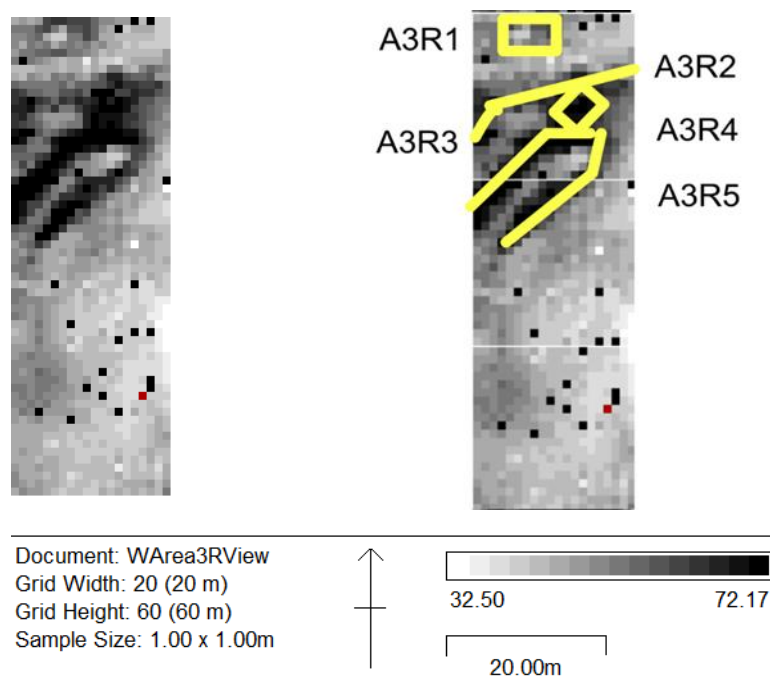 A3R1
A3R2
A3R3
A3R4
A3R5
Document: WArea3RView
Grid Width: 20 (20 m)
Grid Height: 60 (60 m)
Sample Size: 1.00 x 1.00m
32.50 72.17
20.00m